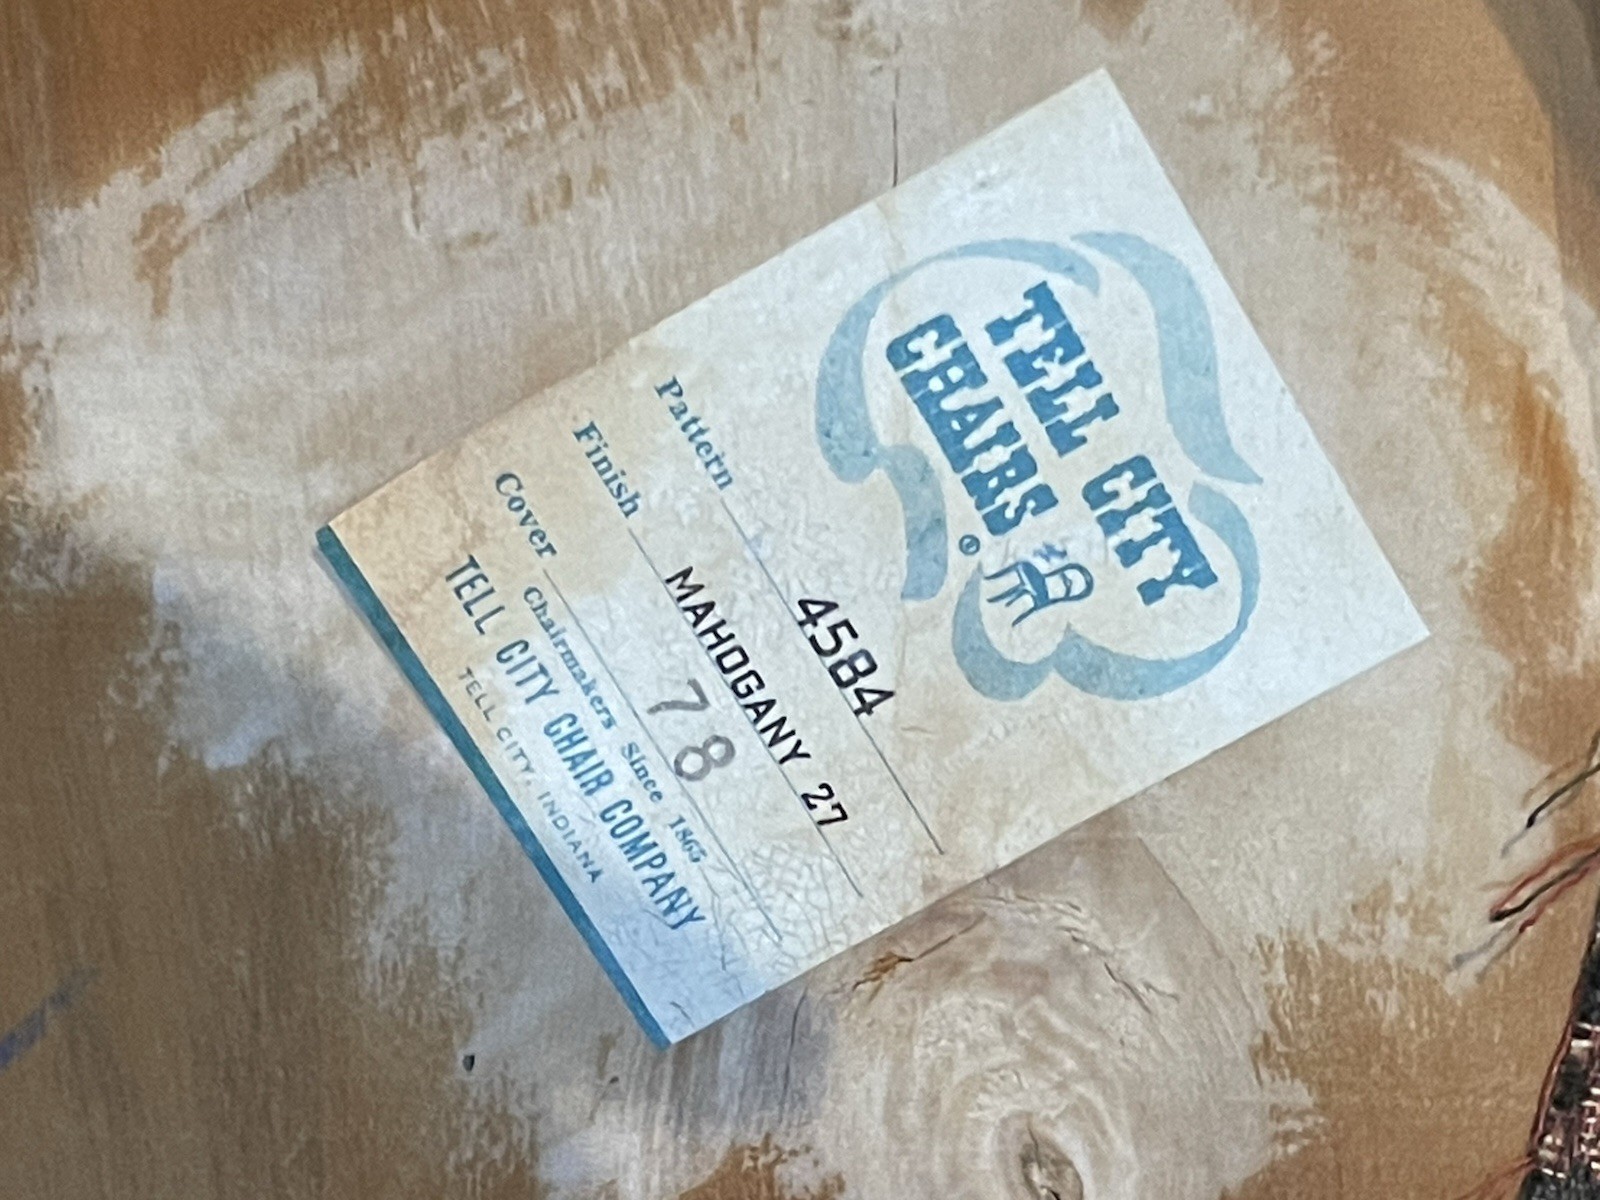 TELL CITY
CHAIRS ®
Pattern 4584
Finish MAHOGANY 27
Cover 78
Chairmakers Since 1865
TELL CITY CHAIR COMPANY
TELL CITY, INDIANA